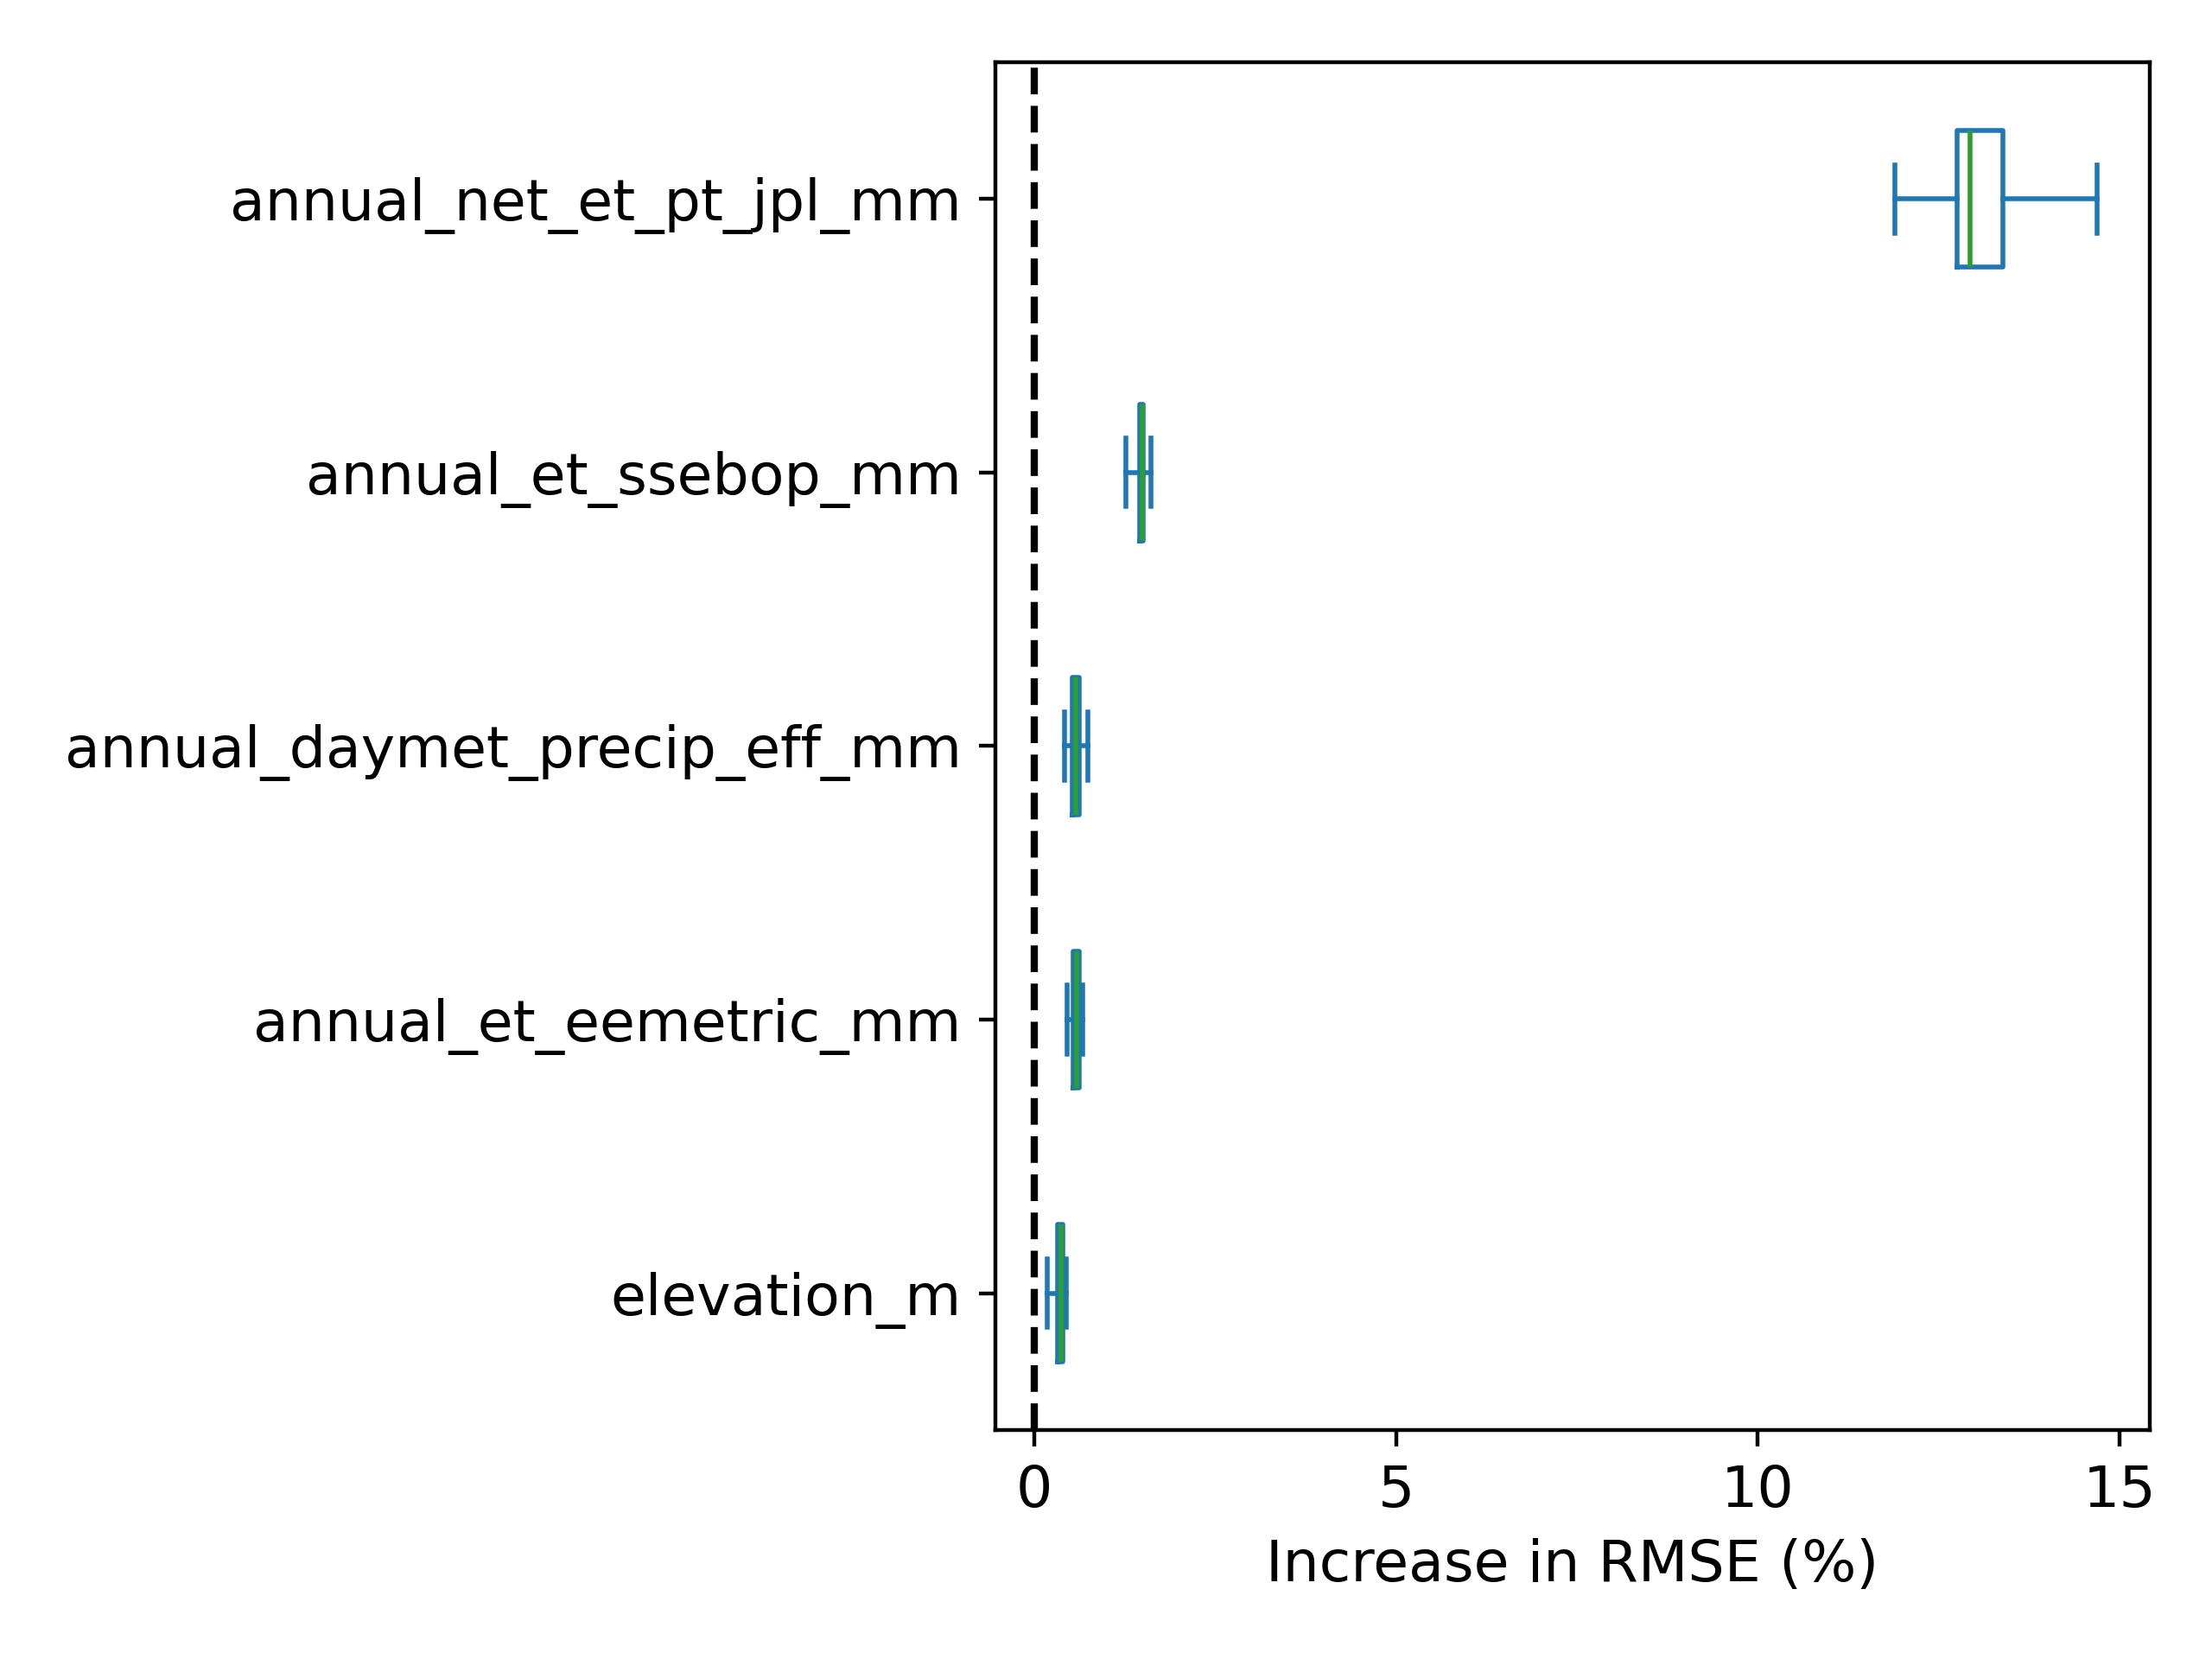 annual_net_et_pt_jpl_mm
annual_et_ssebop_mm
annual_daymet_precip_eff_mm
annual_et_eemetric_mm
elevation_m
0 5 10 15
Increase in RMSE (%)